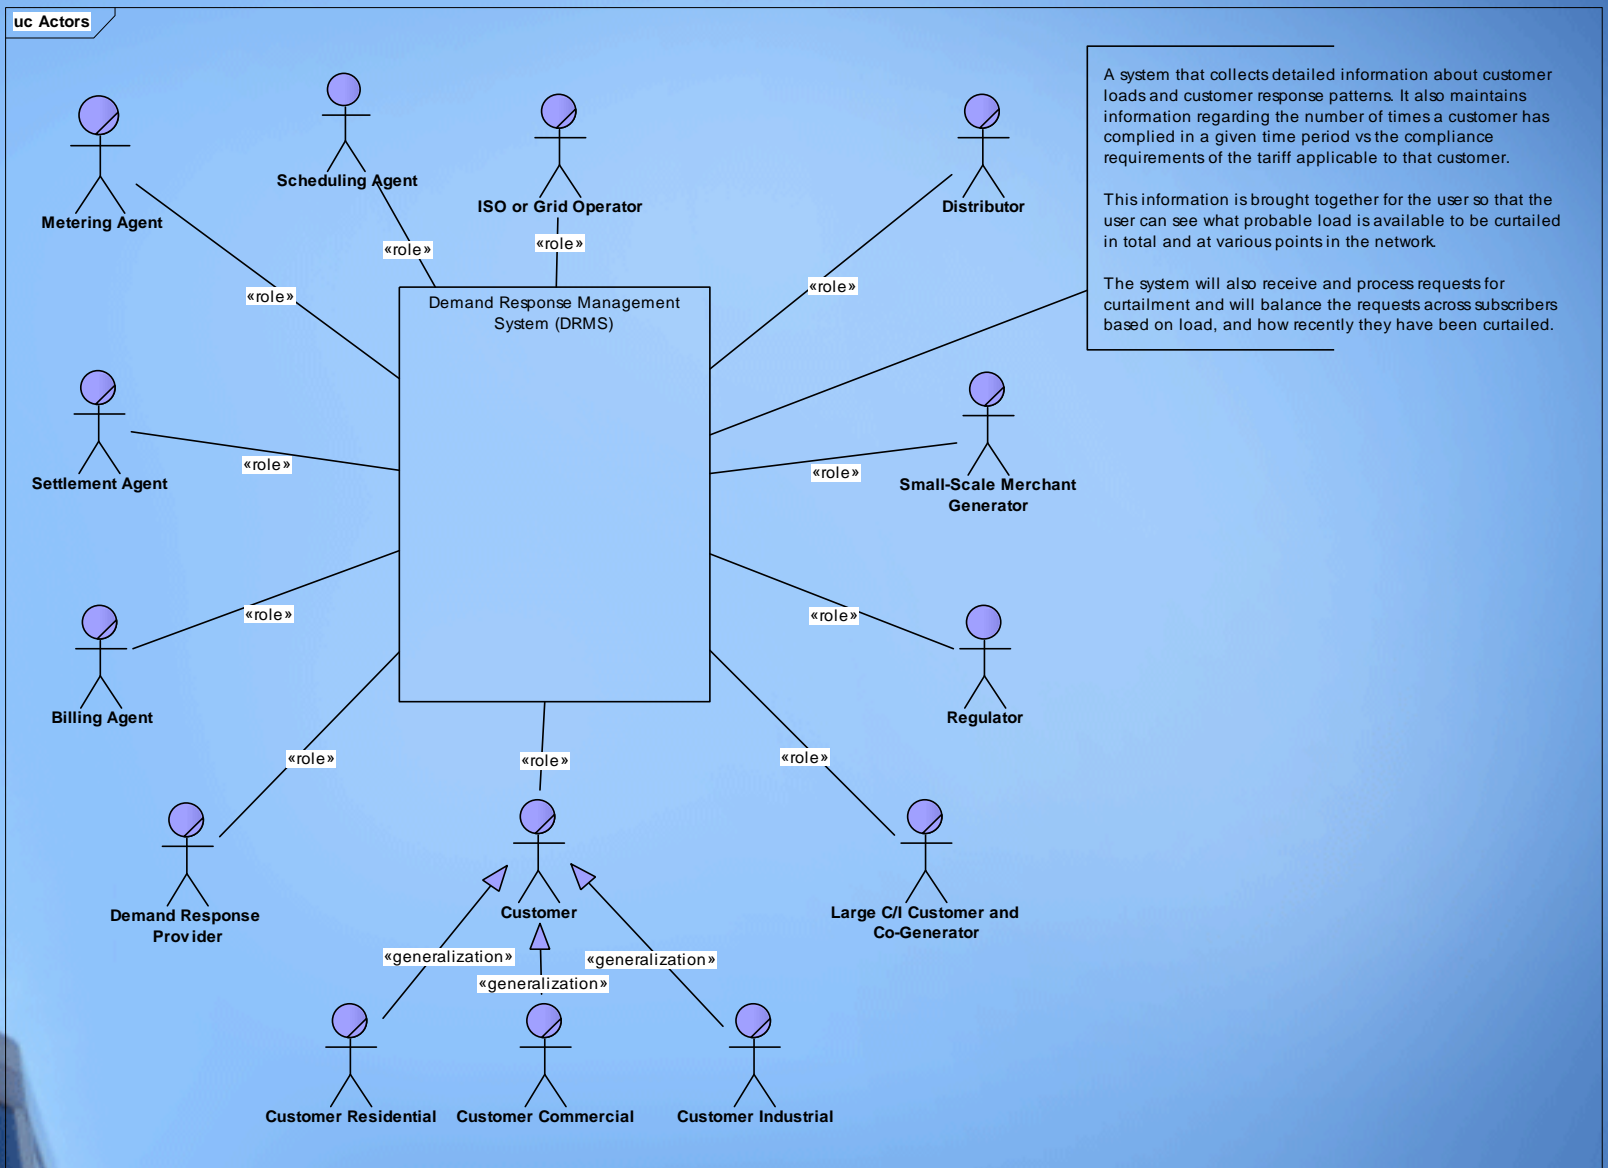 uc Actors
Metering Agent
Scheduling Agent
ISO or Grid Operator
Distributor
A system that collects detailed information about customer
loads and customer response patterns. It also maintains
information regarding the number of times a customer has
complied in a given time period vs the compliance
requirements of the tariff applicable to that customer.
This information is brought together for the user so that the
user can see what probable load is available to be curtailed
in total and at various points in the network.
The system will also receive and process requests for
curtailment and will balance the requests across subscribers
based on load, and how recently they have been curtailed.
«role»
«role»
«role»
«role»
Demand Response Management
System (DRMS)
Settlement Agent
«role»
«role»
Small-Scale Merchant
Generator
Billing Agent
«role»
«role»
Regulator
«role»
«role»
«role»
Demand Response
Provider
Customer
Large C/I Customer and
Co-Generator
«generalization»
«generalization»
«generalization»
Customer Residential
Customer Commercial
Customer Industrial